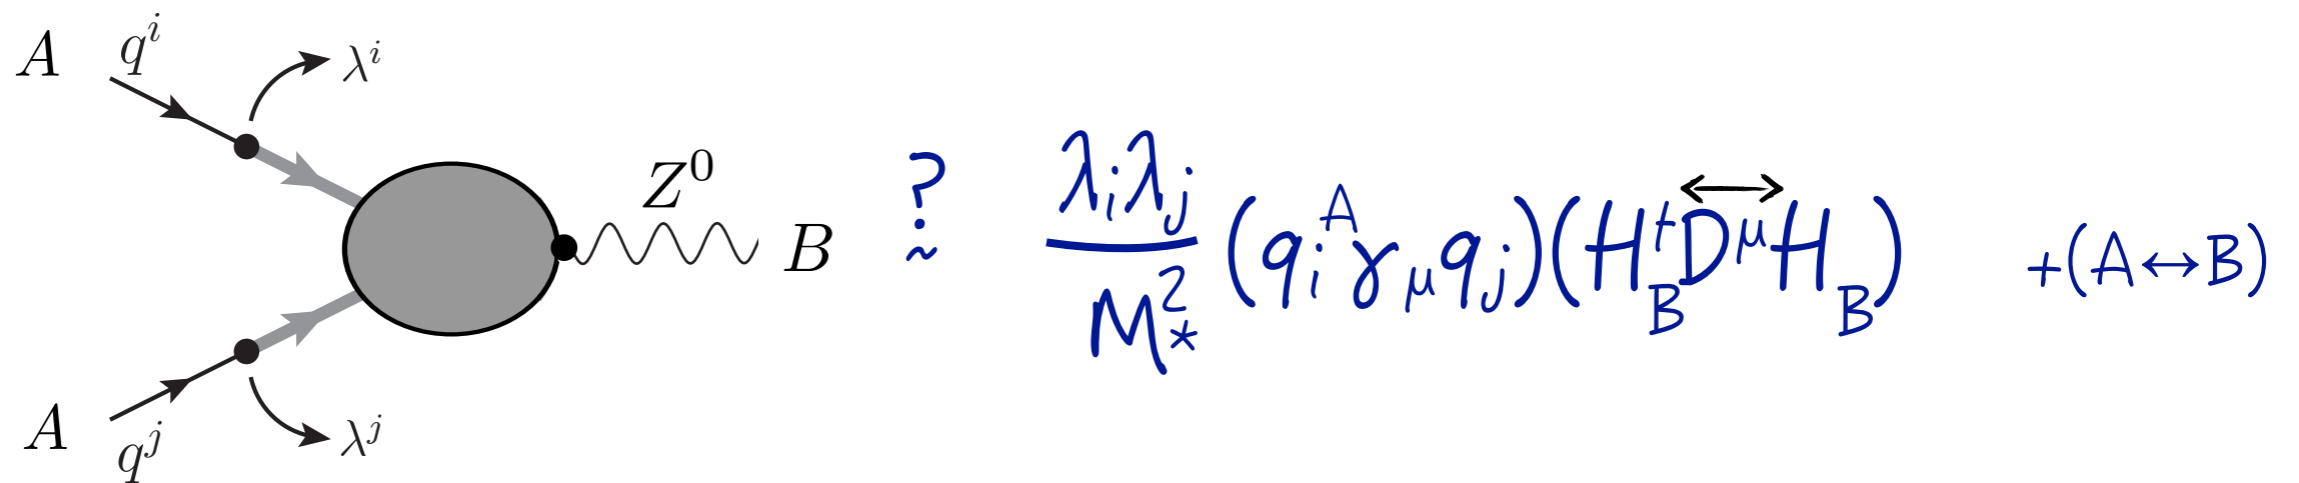 A q^i λ^i
Z^0 B
A q^j λ^j
? ~ λ_i λ_j / M_*^2 (q_i^A γ_μ q_j)(H_B^† D^μ H_B) +(A↔B)